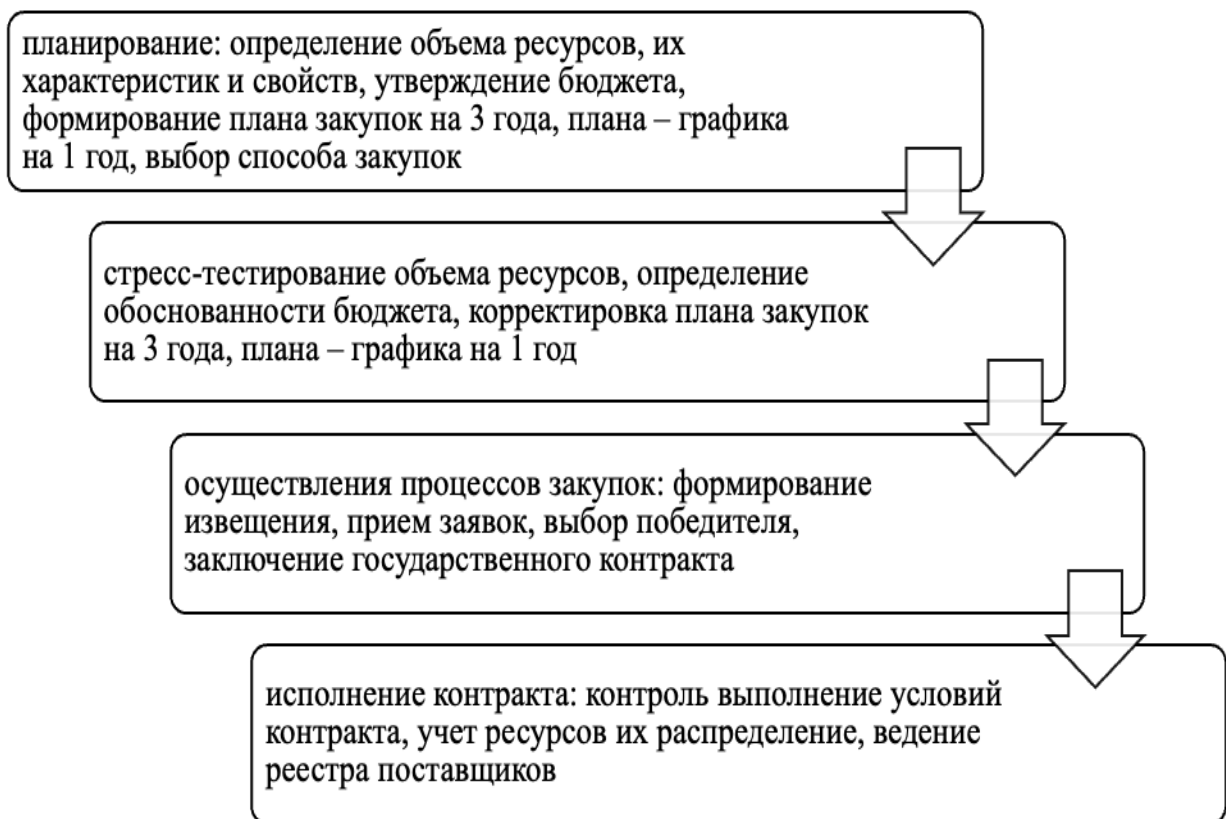 планирование: определение объема ресурсов, их
характеристик и свойств, утверждение бюджета,
формирование плана закупок на 3 года, плана – графика
на 1 год, выбор способа закупок
стресс-тестирование объема ресурсов, определение
обоснованности бюджета, корректировка плана закупок
на 3 года, плана – графика на 1 год
осуществления процессов закупок: формирование
извещения, прием заявок, выбор победителя,
заключение государственного контракта
исполнение контракта: контроль выполнение условий
контракта, учет ресурсов их распределение, ведение
реестра поставщиков